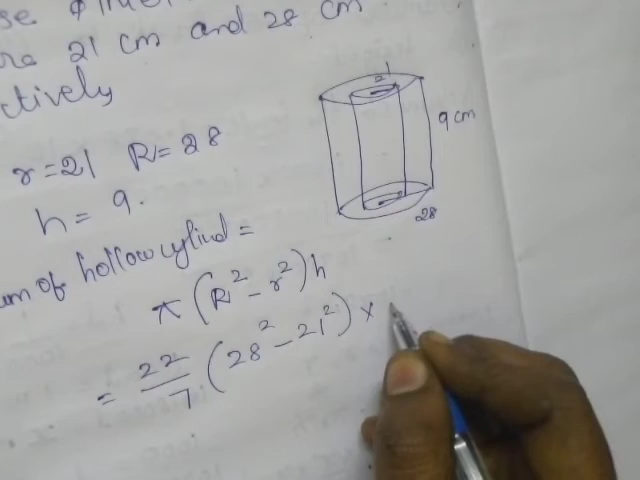 21 cm and 28 cm
r=21 R=28
h = 9.
of hollow cylind =
π (R² - r²) h
= 22/7 (28² - 21²) ×
21
9 cm
28